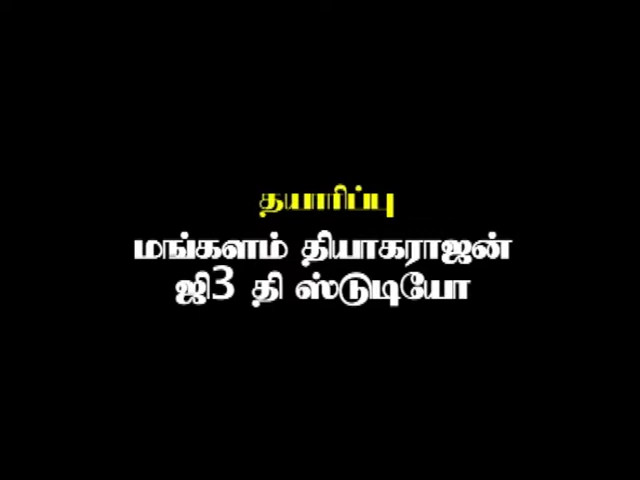 தயாரிப்பு
மங்களம் தியாகராஜன்
ஜி3 தி ஸ்டுடியோ